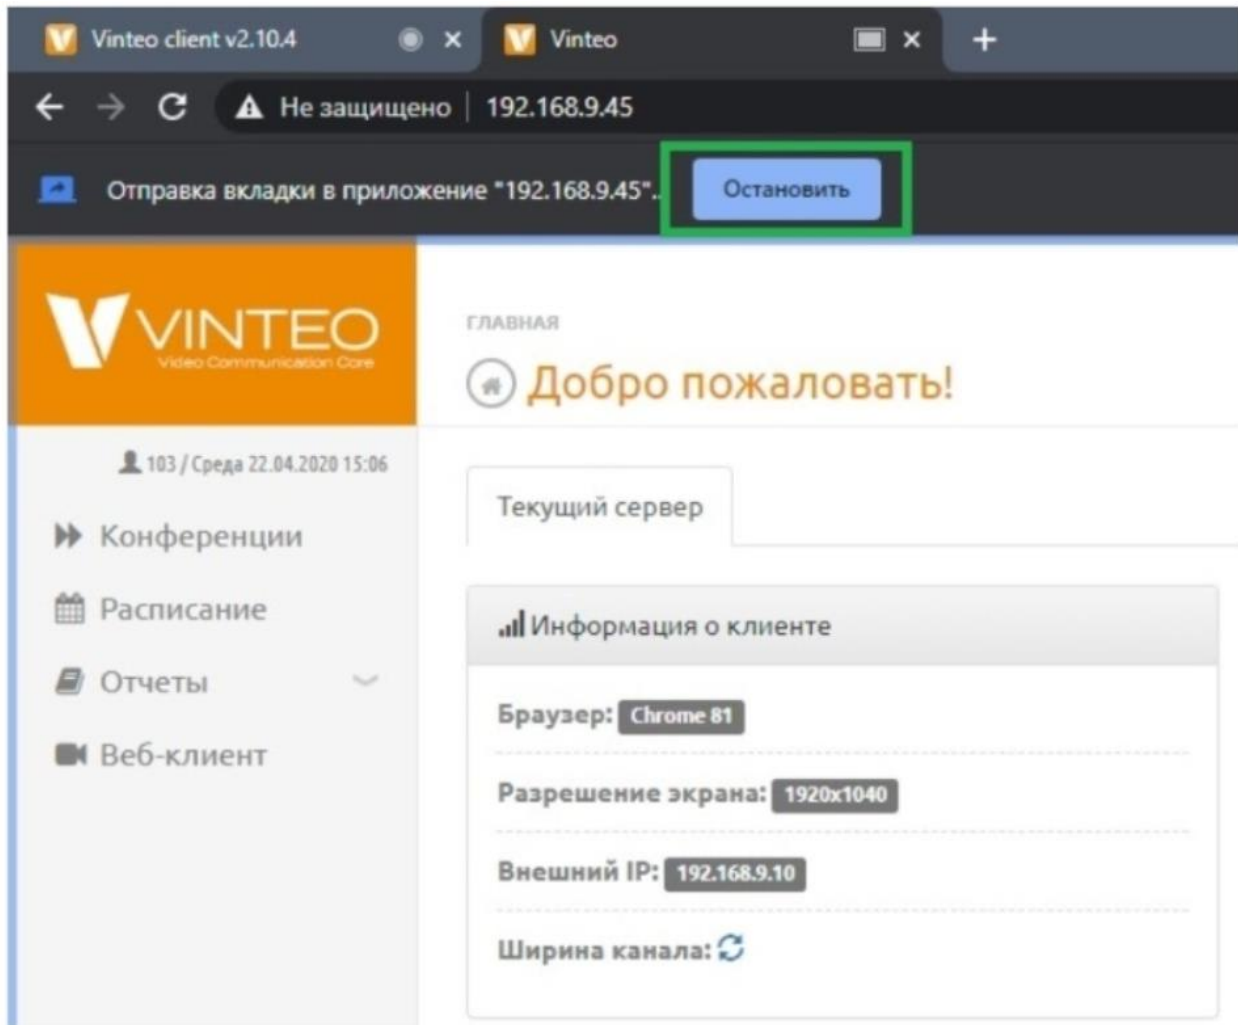 Vinteo client v2.10.4
Vinteo
Не защищено | 192.168.9.45
Отправка вкладки в приложение "192.168.9.45"..
Остановить
VINTEO
Video Communication Core
ГЛАВНАЯ
Добро пожаловать!
103 / Среда 22.04.2020 15:06
Конференции
Расписание
Отчеты
Веб-клиент
Текущий сервер
Информация о клиенте
Браузер: Chrome 81
Разрешение экрана: 1920x1040
Внешний IP: 192.168.9.10
Ширина канала: